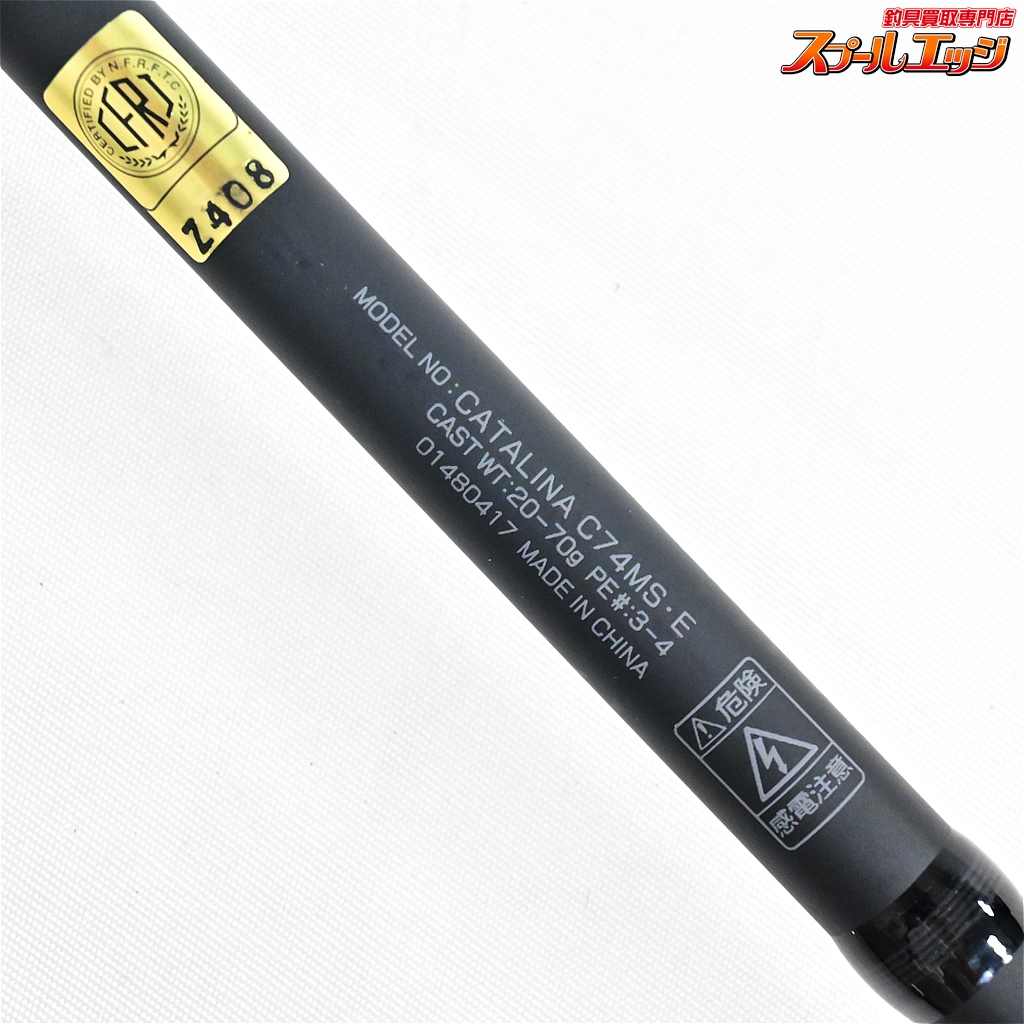 釣具買取専門店
スプールエッジ
CERTIFIED BY N.F.R.F.T.C
CFRP
Z408
MODEL NO:CATALINA C74MS・E
CAST WT:20-70g PE#:3-4
01480417 MADE IN CHINA
危険
感電注意